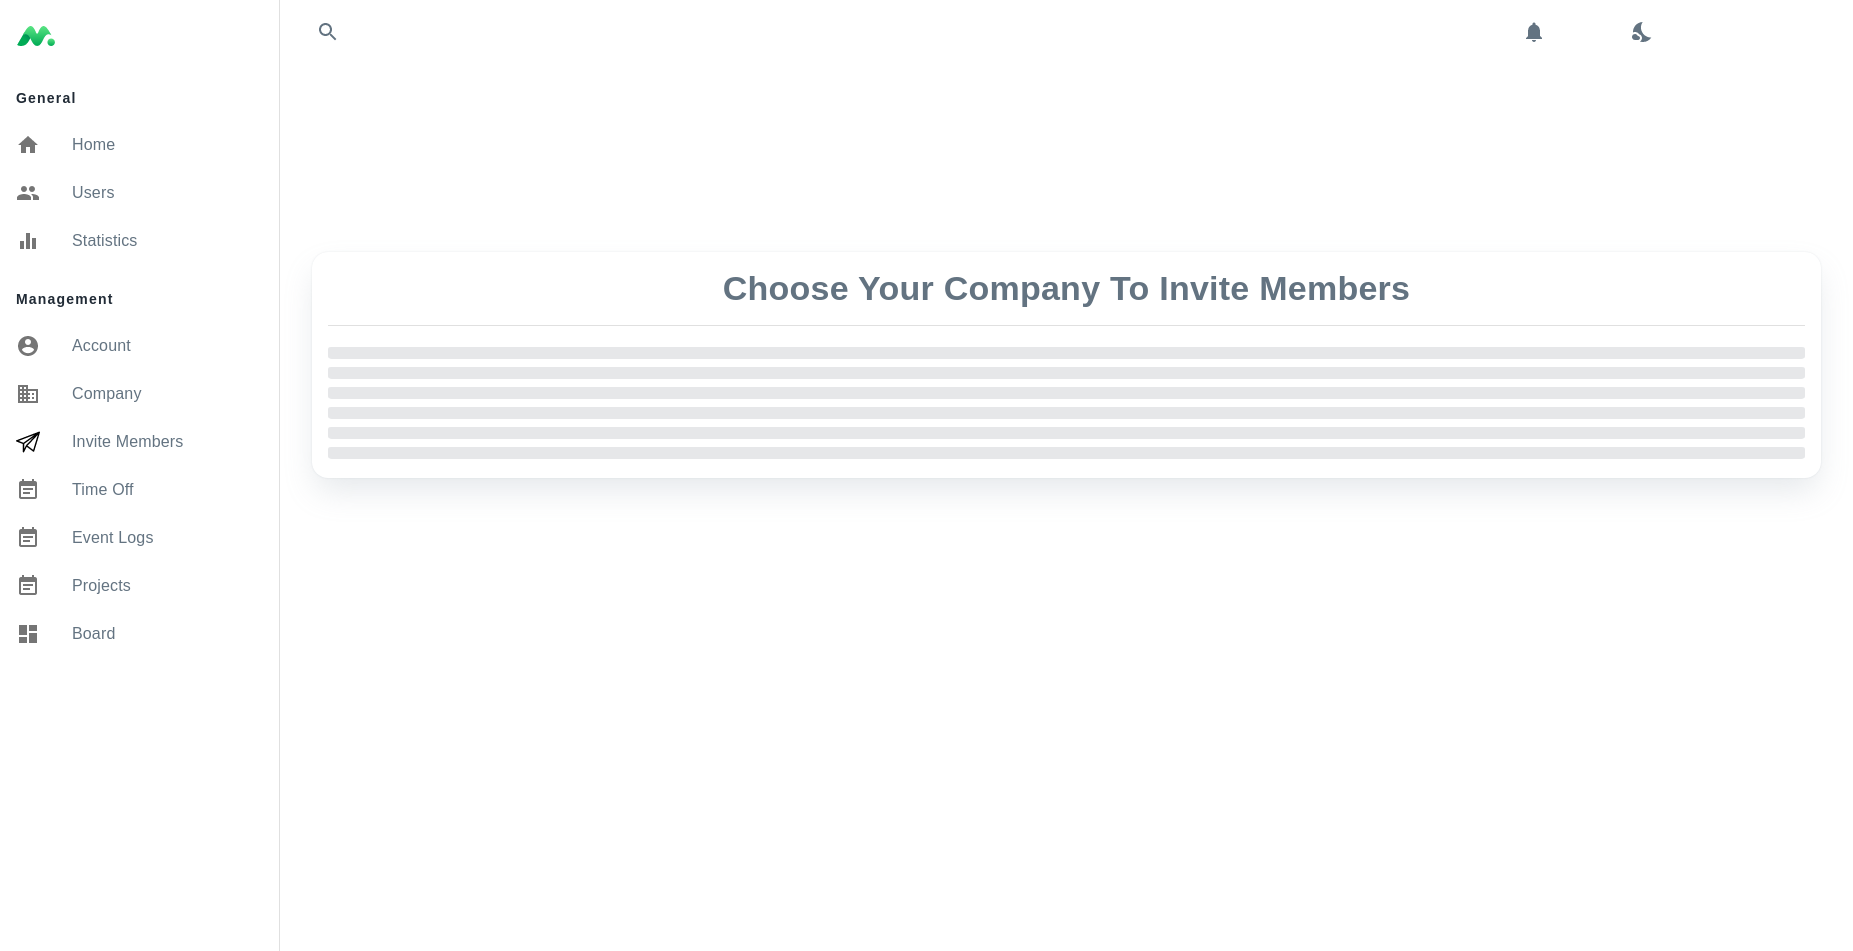 General
Home
Users
Statistics
Management
Account
Company
Invite Members
Time Off
Event Logs
Projects
Board
Choose Your Company To Invite Members